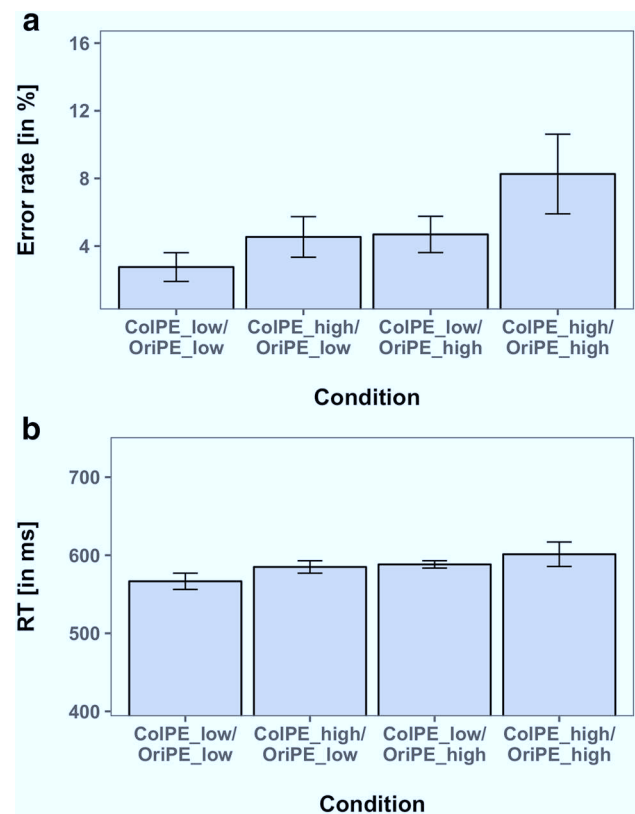 a
Error rate [in %]
16
12
8
4
ColPE_low/ ColPE_high/ ColPE_low/ ColPE_high/
OriPE_low OriPE_low OriPE_high OriPE_high
Condition
b
RT [in ms]
700
600
500
400
ColPE_low/ ColPE_high/ ColPE_low/ ColPE_high/
OriPE_low OriPE_low OriPE_high OriPE_high
Condition